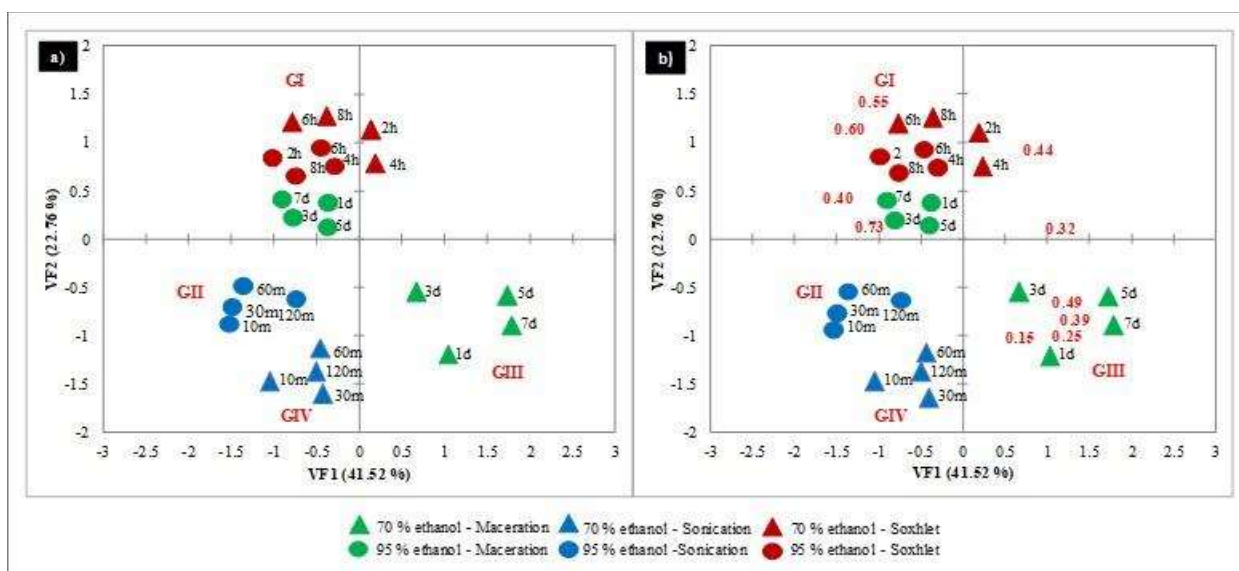 a)
2
1.5
1
0.5
0
-0.5
-1
-1.5
-2
VF2 (22.76 %)
GI
6h 8h 2h
2h 6h 4h 4h
8h
7d 1d
3d 5d
GII
60m
30m 120m
10m
3d 5d
7d
1d
GIII
60m
10m 120m
30m
GIV
-3 -2.5 -2 -1.5 -1 -0.5 0 0.5 1 1.5 2 2.5 3
VF1 (41.52 %)
b)
2
1.5
1
0.5
0
-0.5
-1
-1.5
-2
VF2 (22.76 %)
GI
0.55
6h 8h 2h
0.60
2 6h 4h 4h 0.44
8h
0.40 7d 1d
0.73 3d 5d 0.32
GII
60m
30m 120m
10m
3d 0.49 5d
0.39 7d
0.15 0.25
1d
GIII
60m
10m 120m
30m
GIV
-3 -2.5 -2 -1.5 -1 -0.5 0 0.5 1 1.5 2 2.5 3
VF1 (41.52 %)
70 % ethanol - Maceration 70 % ethanol - Sonication 70 % ethanol - Soxhlet
95 % ethanol - Maceration 95 % ethanol -Sonication 95 % ethanol - Soxhlet